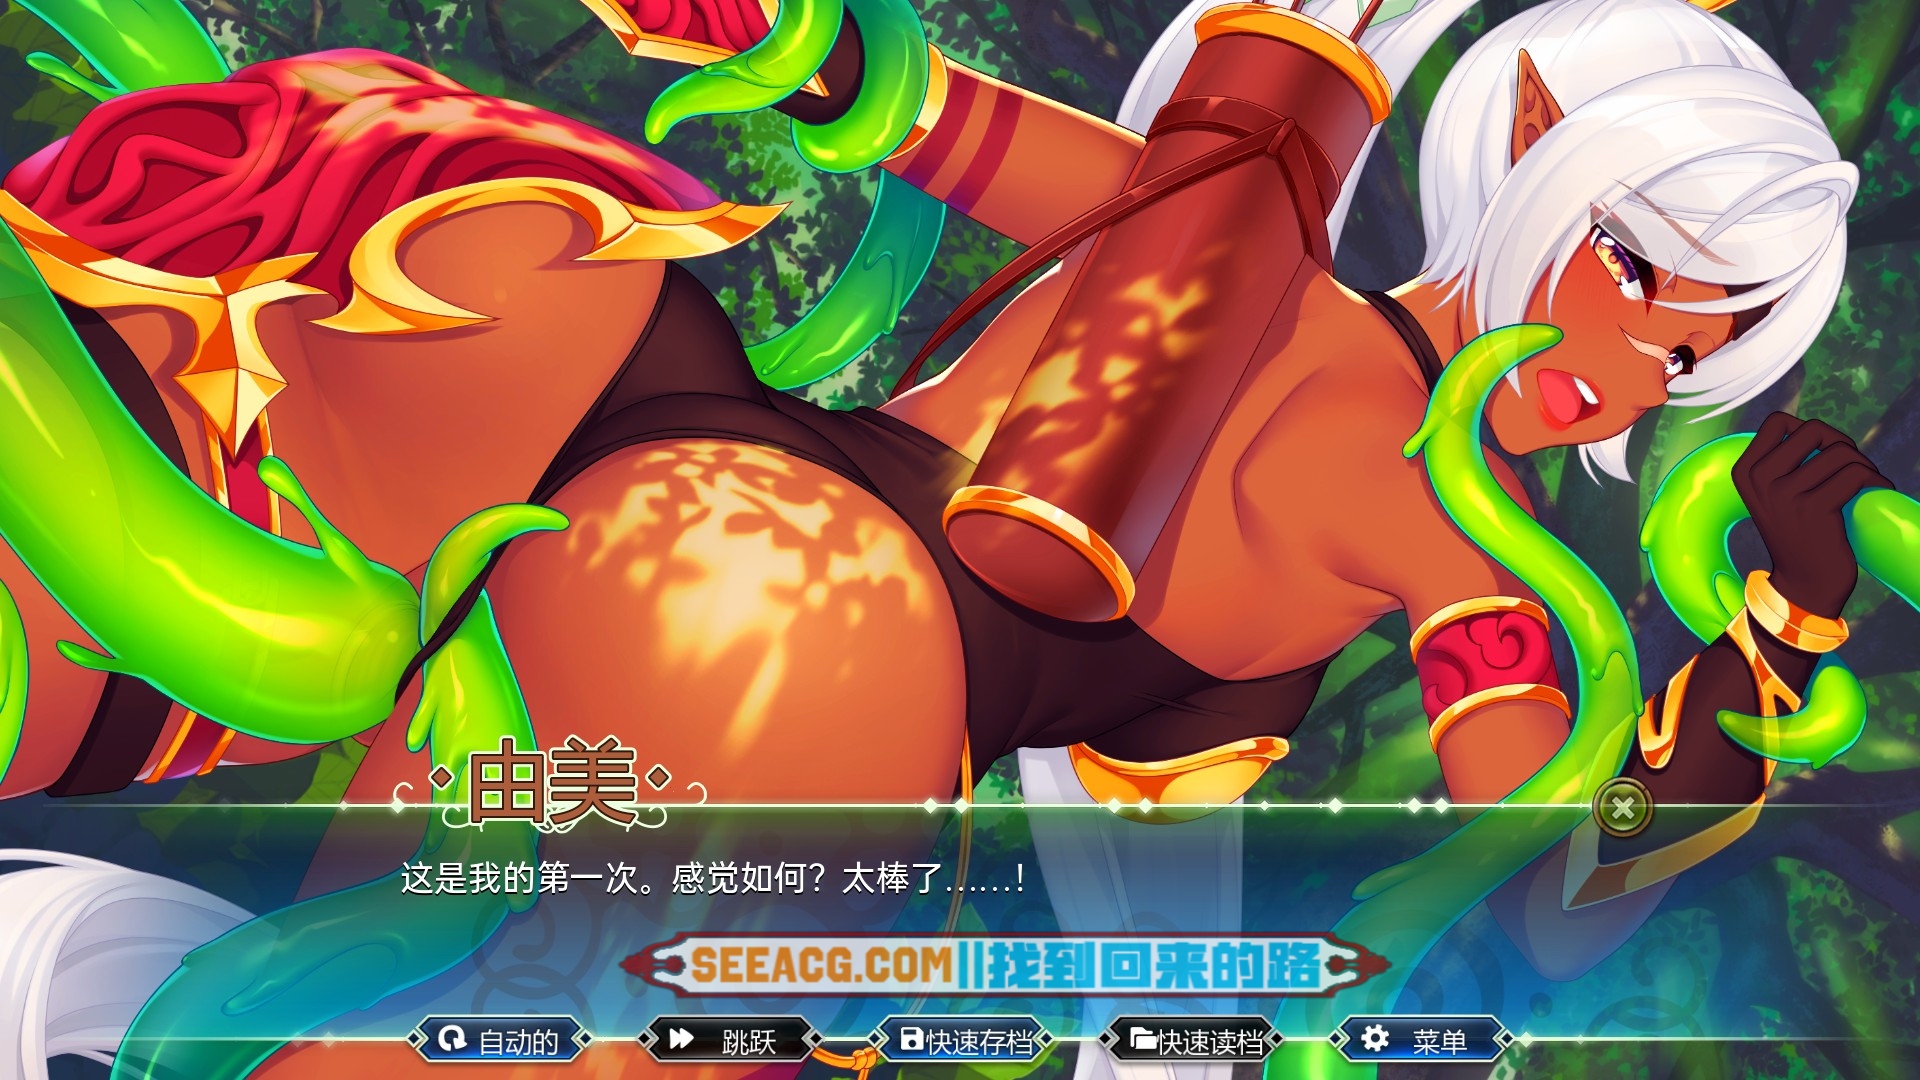 由美
这是我的第一次。感觉如何？太棒了……！
SEEACG.COM||找到回来的路
自动的
跳跃
快速存档
快速读档
菜单